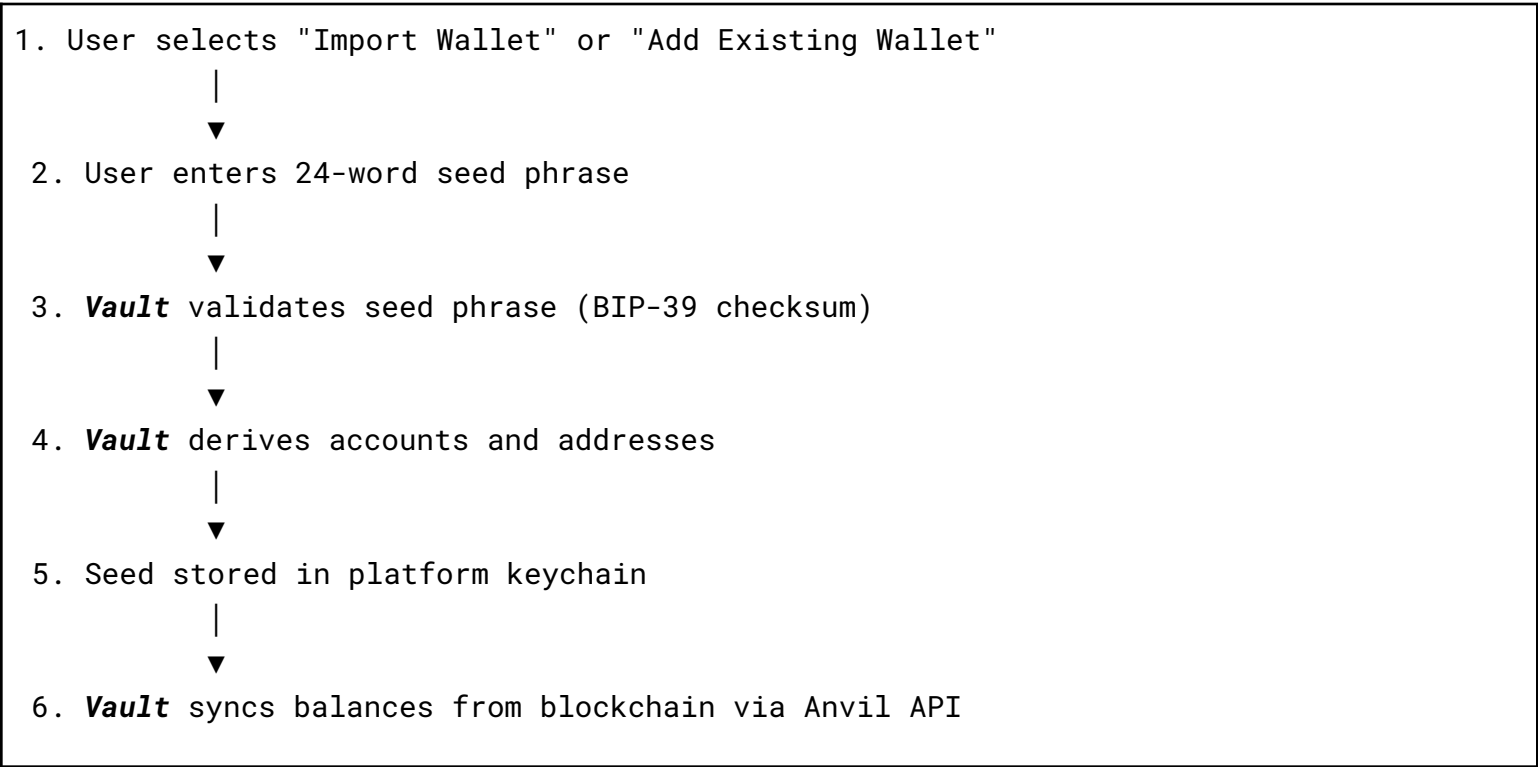 1. User selects "Import Wallet" or "Add Existing Wallet"
│
▼
2. User enters 24-word seed phrase
│
▼
3. Vault validates seed phrase (BIP-39 checksum)
│
▼
4. Vault derives accounts and addresses
│
▼
5. Seed stored in platform keychain
│
▼
6. Vault syncs balances from blockchain via Anvil API